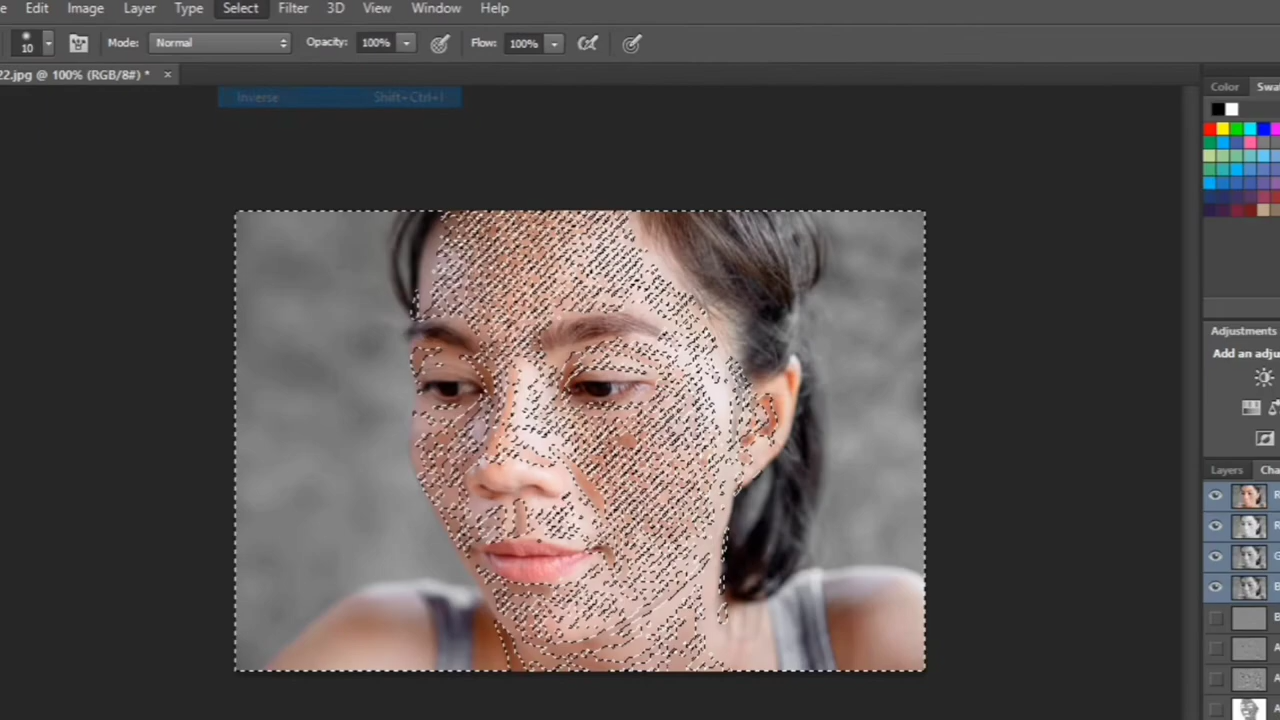 Edit Image Layer Type Select Filter 3D View Window Help
10 Mode: Normal Opacity: 100% Flow: 100%
22.jpg @ 100% (RGB/8#) * ×
Inverse Shift+Ctrl+I
Color Swa
Adjustments
Add an adju
Layers Cha
R
R
G
B
B
A
A
A